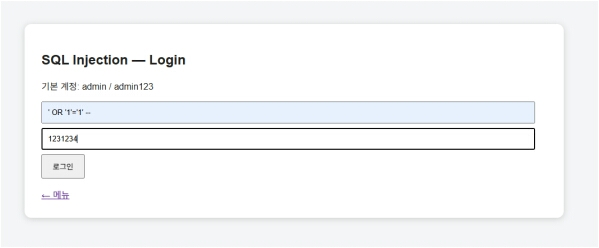 SQL Injection — Login
기본 계정: admin / admin123
' OR '1'='1' --
1231234
로그인
← 메뉴